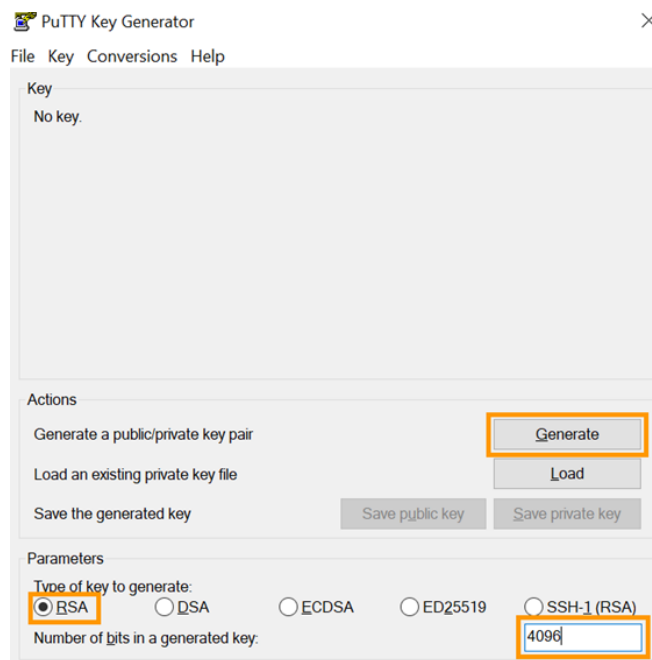 PuTTY Key Generator
File Key Conversions Help
Key
No key.
Actions
Generate a public/private key pair Generate
Load an existing private key file Load
Save the generated key Save public key Save private key
Parameters
Type of key to generate:
RSA DSA ECDSA ED25519 SSH-1 (RSA)
Number of bits in a generated key: 4096